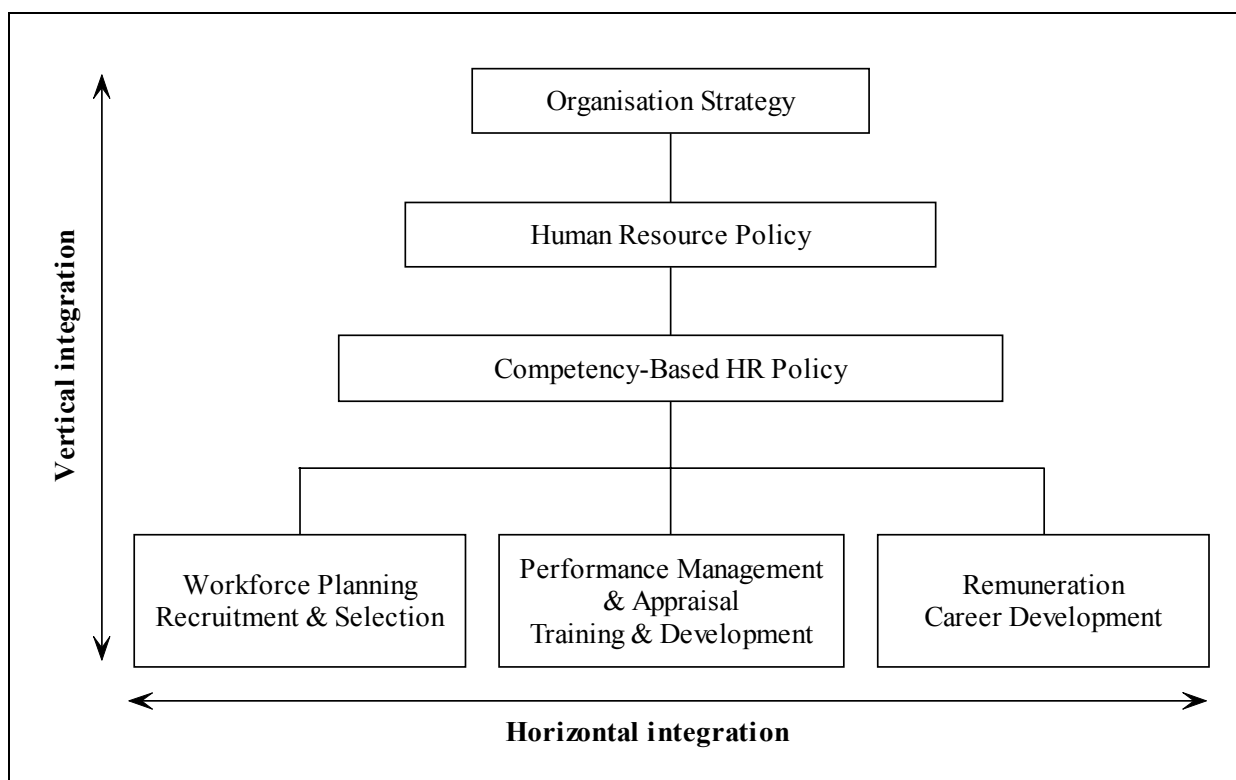 Organisation Strategy
Human Resource Policy
Competency-Based HR Policy
Vertical integration
Workforce Planning
Recruitment & Selection
Performance Management
& Appraisal
Training & Development
Remuneration
Career Development
Horizontal integration